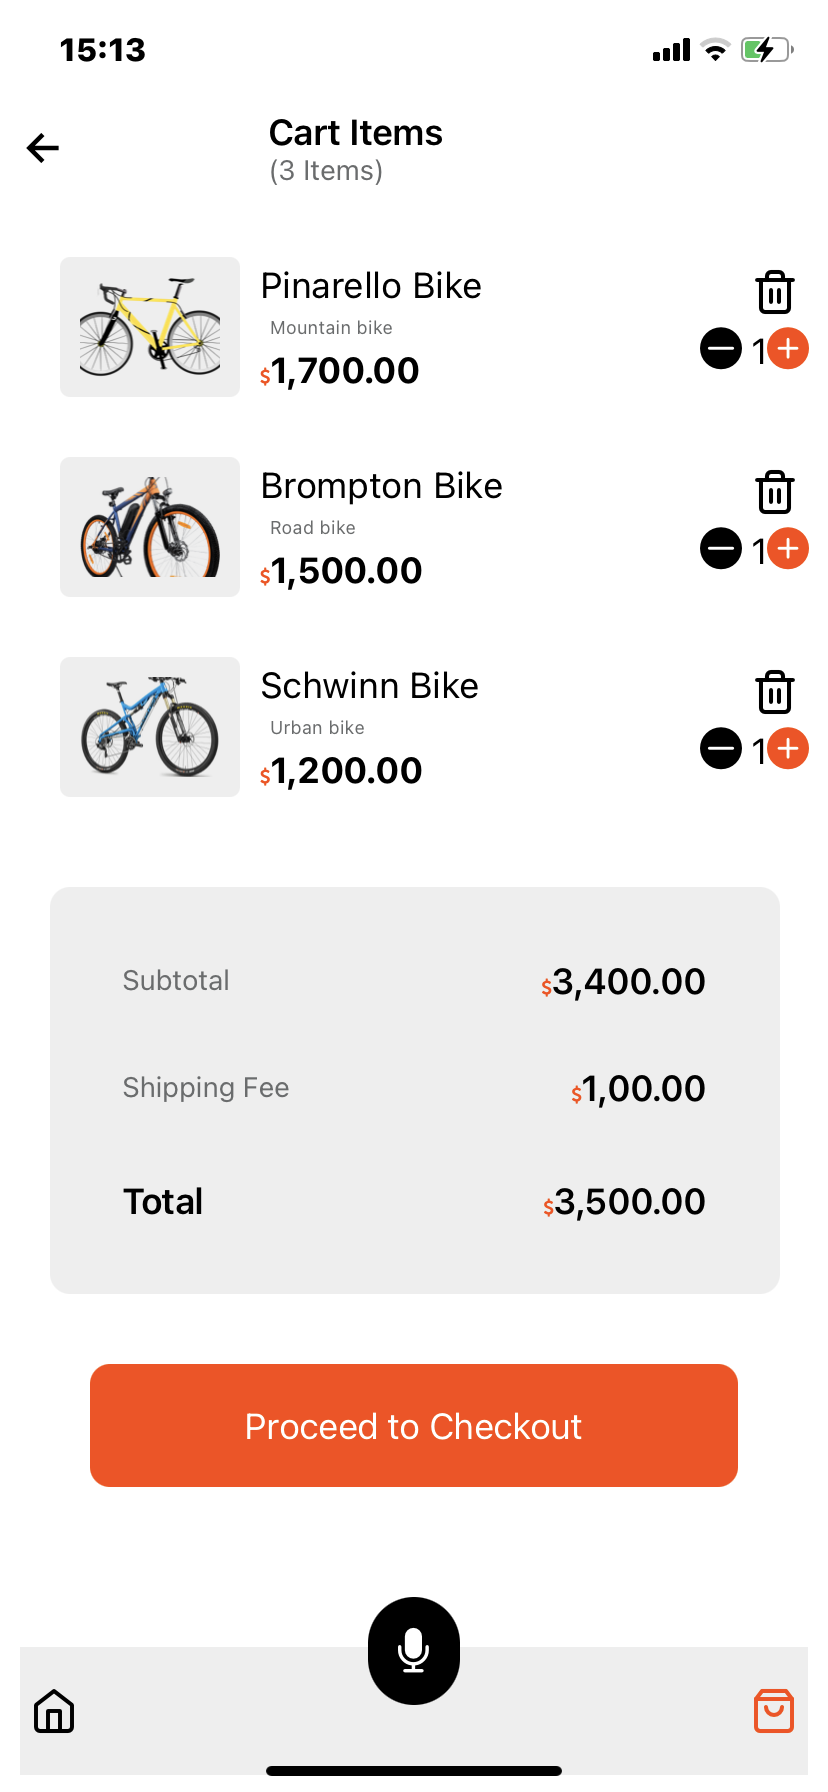 15:13
Cart Items
(3 Items)
Pinarello Bike
Mountain bike
$1,700.00
1
Brompton Bike
Road bike
$1,500.00
1
Schwinn Bike
Urban bike
$1,200.00
1
Subtotal $3,400.00
Shipping Fee $1,00.00
Total $3,500.00
Proceed to Checkout